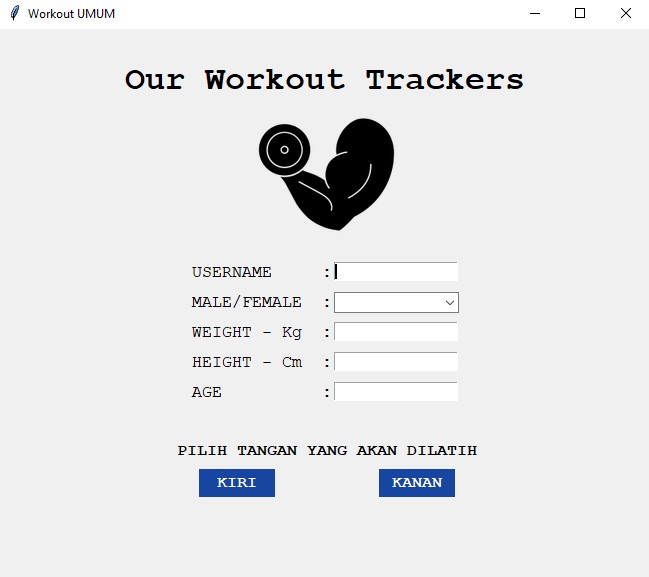 Workout UMUM
Our Workout Trackers
USERNAME :
MALE/FEMALE :
WEIGHT - Kg :
HEIGHT - Cm :
AGE :
PILIH TANGAN YANG AKAN DILATIH
KIRI KANAN